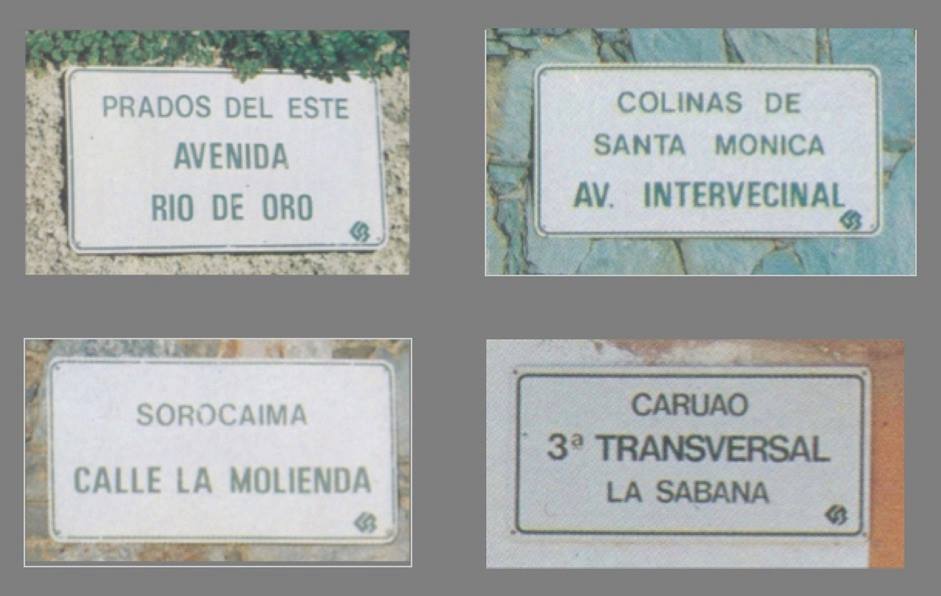 PRADOS DEL ESTE
AVENIDA
RIO DE ORO
COLINAS DE
SANTA MONICA
AV. INTERVECINAL
SOROCAIMA
CALLE LA MOLIENDA
CARUAO
3ª TRANSVERSAL
LA SABANA